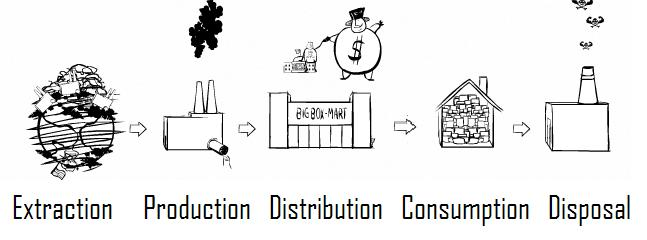 $
BIG BOX-MART
Extraction Production Distribution Consumption Disposal